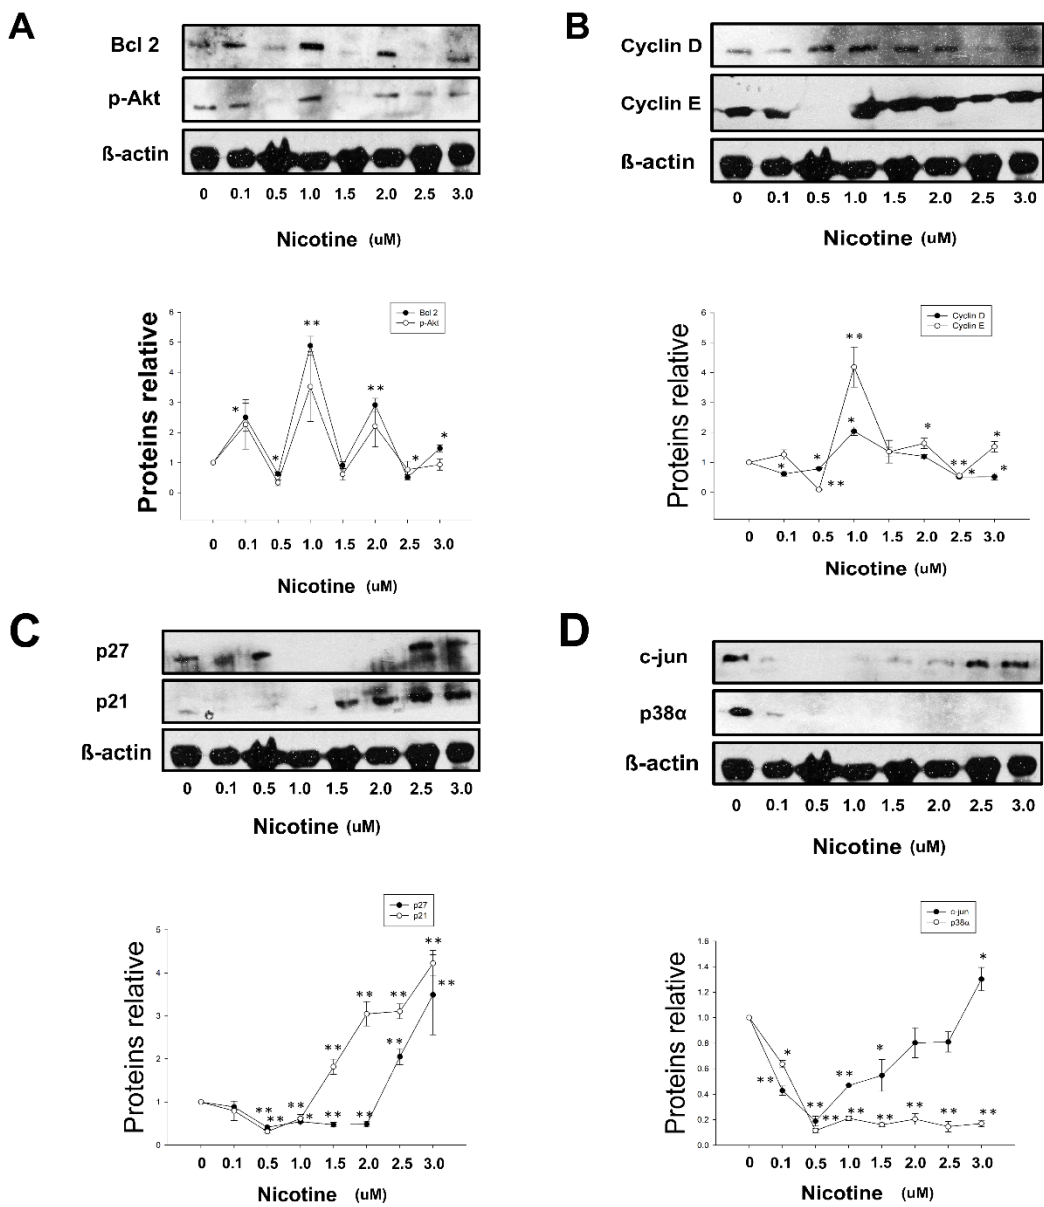 A
Bcl 2
p-Akt
ß-actin
0 0.1 0.5 1.0 1.5 2.0 2.5 3.0
Nicotine (uM)
Bcl 2
p-Akt
Proteins relative
6
5
4
3
2
1
0
* * ** * ** * *
0 0.1 0.5 1.0 1.5 2.0 2.5 3.0
Nicotine (uM)
B
Cyclin D
Cyclin E
ß-actin
0 0.1 0.5 1.0 1.5 2.0 2.0 3.0
Nicotine (uM)
Cyclin D
Cyclin E
Proteins relative
6
5
4
3
2
1
0
* * ** ** * * ** * * *
0 0.1 0.5 1.0 1.5 2.0 2.5 3.0
Nicotine (uM)
C
p27
p21
ß-actin
0 0.1 0.5 1.0 1.5 2.0 2.5 3.0
Nicotine (uM)
p27
p21
Proteins relative
5
4
3
2
1
0
** ** ** ** ** ** ** ** ** ** ** **
0 0.1 0.5 1.0 1.5 2.0 2.5 3.0
Nicotine (uM)
D
c-jun
p38α
ß-actin
0 0.1 0.5 1.0 1.5 2.0 2.5 3.0
Nicotine (uM)
c-jun
p38α
Proteins relative
1.6
1.4
1.2
1.0
0.8
0.6
0.4
0.2
0.0
** * ** ** ** ** * ** ** ** ** *
0 0.1 0.5 1.0 1.5 2.0 2.5 3.0
Nicotine (uM)